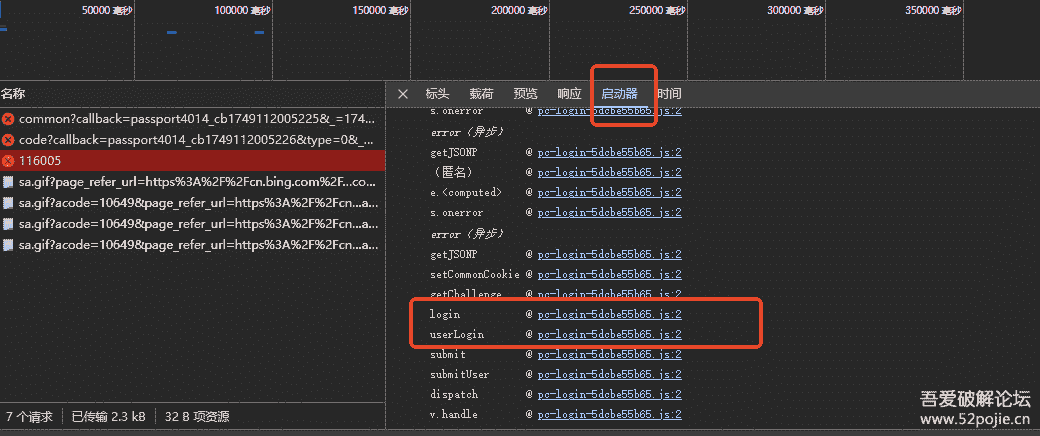 50000 毫秒 100000 毫秒 150000 毫秒 200000 毫秒 250000 毫秒 300000 毫秒 350000 毫秒
名称
common?callback=passport4014_cb1749112005225&_=174...
code?callback=passport4014_cb1749112005226&type=0&_...
116005
sa.gif?page_refer_url=https%3A%2F%2Fcn.bing.com%2F...co...
sa.gif?acode=10649&page_refer_url=https%3A%2F%2Fcn...a...
sa.gif?acode=10649&page_refer_url=https%3A%2F%2Fcn...a...
sa.gif?acode=10649&page_refer_url=https%3A%2F%2Fcn...a...
7 个请求 已传输 2.3 kB 32 B 项资源
标头 载荷 预览 响应 启动器 时间
s.onerror @ pc-login-5dcbe55b65.js:2
error（异步）
getJSONP @ pc-login-5dcbe55b65.js:2
（匿名） @ pc-login-5dcbe55b65.js:2
e.<computed> @ pc-login-5dcbe55b65.js:2
s.onerror @ pc-login-5dcbe55b65.js:2
error（异步）
getJSONP @ pc-login-5dcbe55b65.js:2
setCommonCookie @ pc-login-5dcbe55b65.js:2
getChallenge @ pc-login-5dcbe55b65.js:2
login @ pc-login-5dcbe55b65.js:2
userLogin @ pc-login-5dcbe55b65.js:2
submit @ pc-login-5dcbe55b65.js:2
submitUser @ pc-login-5dcbe55b65.js:2
dispatch @ pc-login-5dcbe55b65.js:2
v.handle @ pc-login-5dcbe55b65.js:2
吾爱破解论坛
www.52pojie.cn